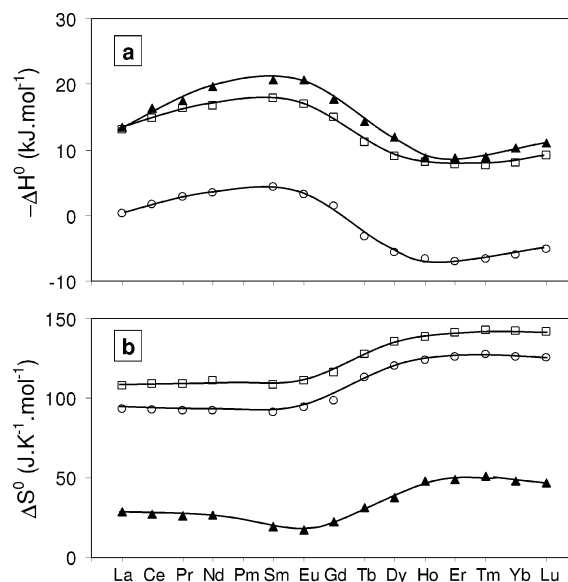 30
a
20
10
0
-10
−ΔH⁰ (kJ.mol⁻¹)
150
b
100
50
0
ΔS⁰ (J.K⁻¹.mol⁻¹)
La Ce Pr Nd Pm Sm Eu Gd Tb Dy Ho Er Tm Yb Lu